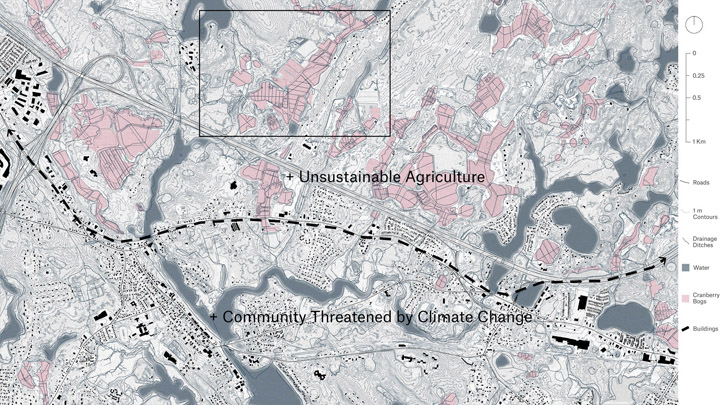 + Unsustainable Agriculture
+ Community Threatened by Climate Change
0
0.25
0.5
1 Km
Roads
1 m
Contours
Drainage
Ditches
Water
Cranberry
Bogs
Buildings